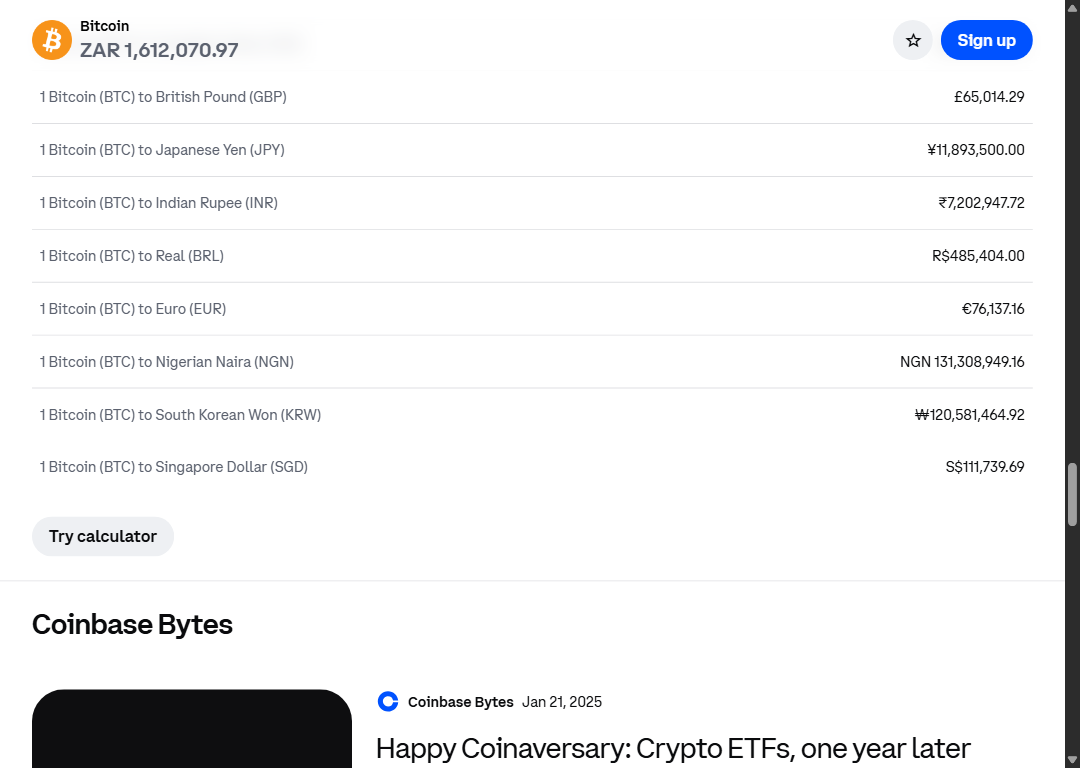 Bitcoin
ZAR 1,612,070.97
Sign up
1 Bitcoin (BTC) to British Pound (GBP) £65,014.29
1 Bitcoin (BTC) to Japanese Yen (JPY) ¥11,893,500.00
1 Bitcoin (BTC) to Indian Rupee (INR) ₹7,202,947.72
1 Bitcoin (BTC) to Real (BRL) R$485,404.00
1 Bitcoin (BTC) to Euro (EUR) €76,137.16
1 Bitcoin (BTC) to Nigerian Naira (NGN) NGN 131,308,949.16
1 Bitcoin (BTC) to South Korean Won (KRW) ₩120,581,464.92
1 Bitcoin (BTC) to Singapore Dollar (SGD) S$111,739.69
Try calculator
Coinbase Bytes
Coinbase Bytes Jan 21, 2025
Happy Coinaversary: Crypto ETFs, one year later